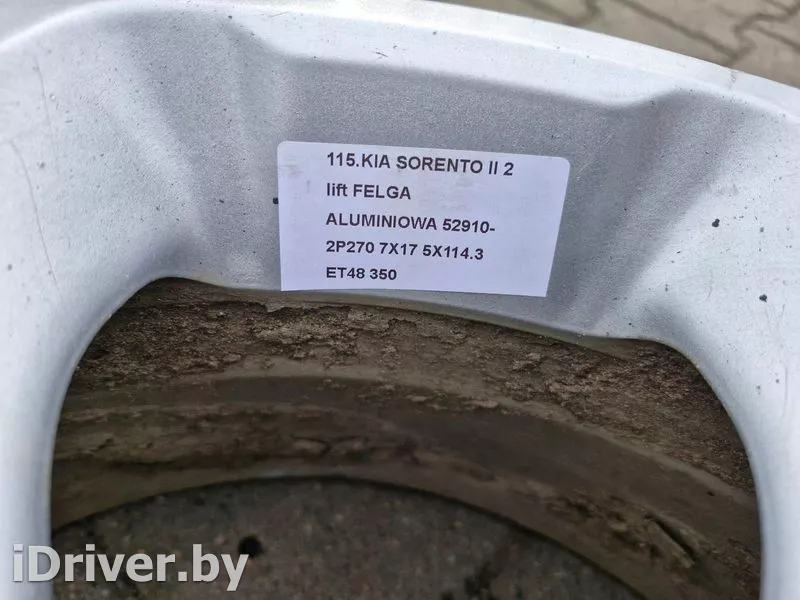 115.KIA SORENTO II 2
lift FELGA
ALUMINIOWA 52910-
2P270 7X17 5X114.3
ET48 350
iDriver.by